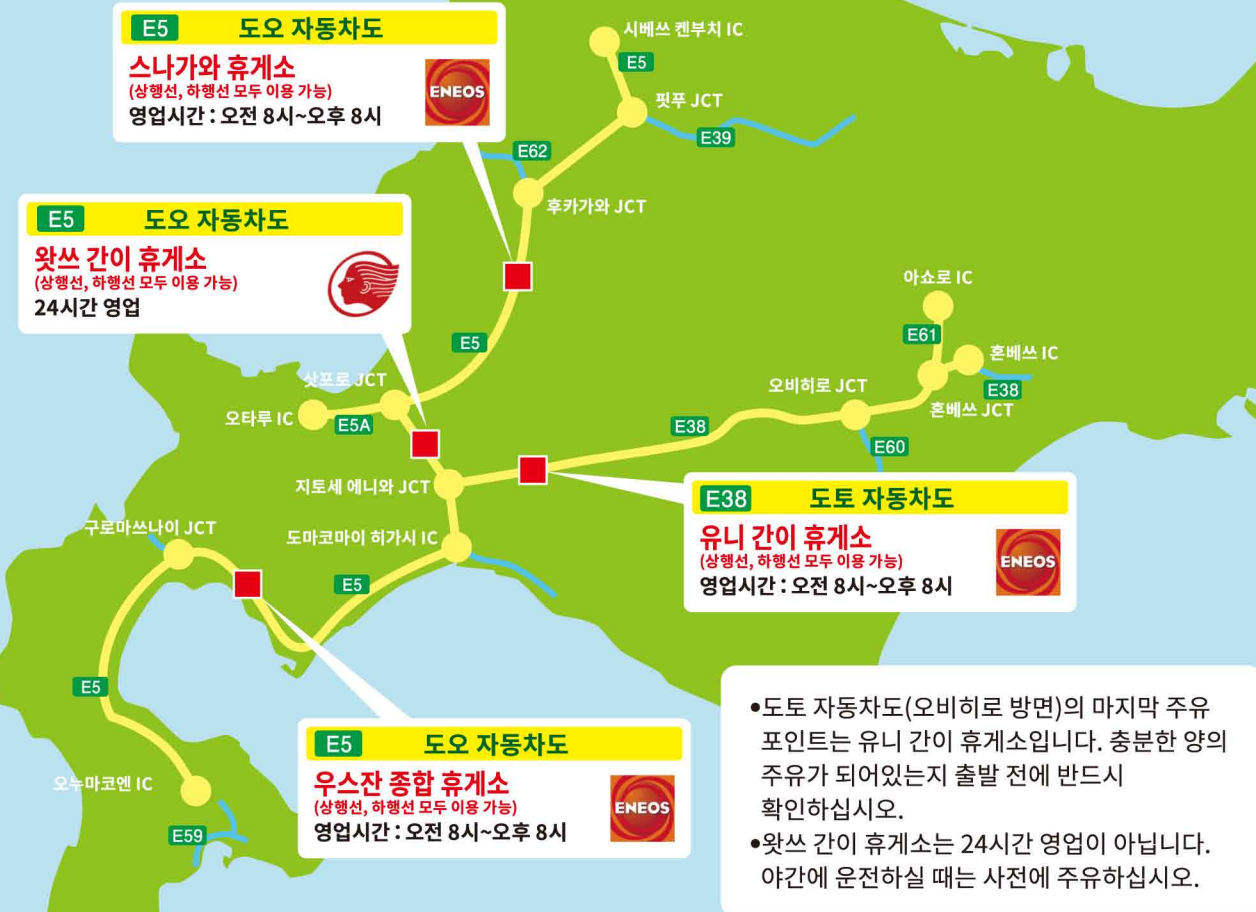 E5 도오 자동차도
스나가와 휴게소
(상행선, 하행선 모두 이용 가능)
영업시간 : 오전 8시~오후 8시
ENEOS
시베쓰 켄부치 IC
E5
핏푸 JCT
E39
E62
후카가와 JCT
E5 도오 자동차도
왓쓰 간이 휴게소
(상행선, 하행선 모두 이용 가능)
24시간 영업
아쇼로 IC
E61
혼베쓰 IC
E38
혼베쓰 JCT
오비히로 JCT
E60
E5
삿포로 JCT
오타루 IC
E5A
E38
지토세 에니와 JCT
도마코마이 히가시 IC
E38 도토 자동차도
유니 간이 휴게소
(상행선, 하행선 모두 이용 가능)
영업시간 : 오전 8시~오후 8시
ENEOS
구로마쓰나이 JCT
E5
E5
오누마코엔 IC
E59
E5 도오 자동차도
우스잔 종합 휴게소
(상행선, 하행선 모두 이용 가능)
영업시간 : 오전 8시~오후 8시
ENEOS
•도토 자동차도(오비히로 방면)의 마지막 주유
포인트는 유니 간이 휴게소입니다. 충분한 양의
주유가 되어있는지 출발 전에 반드시
확인하십시오.
•왓쓰 간이 휴게소는 24시간 영업이 아닙니다.
야간에 운전하실 때는 사전에 주유하십시오.